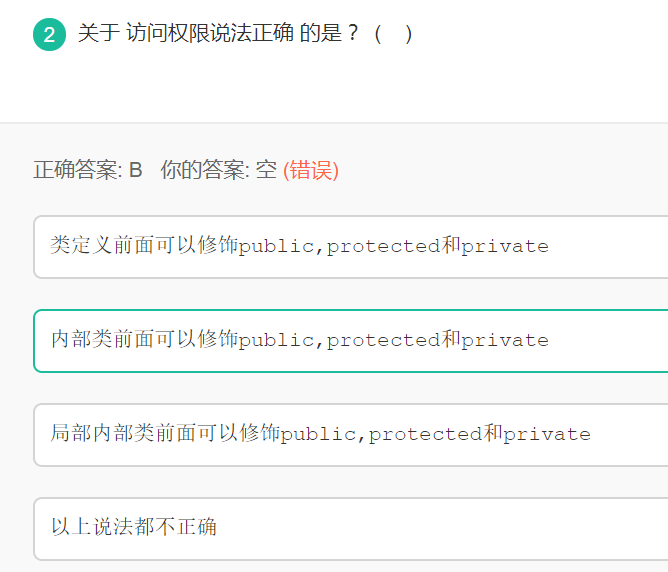 2 关于 访问权限说法正确 的是？（ ）
正确答案: B 你的答案: 空 (错误)
类定义前面可以修饰public,protected和private
内部类前面可以修饰public,protected和private
局部内部类前面可以修饰public,protected和private
以上说法都不正确